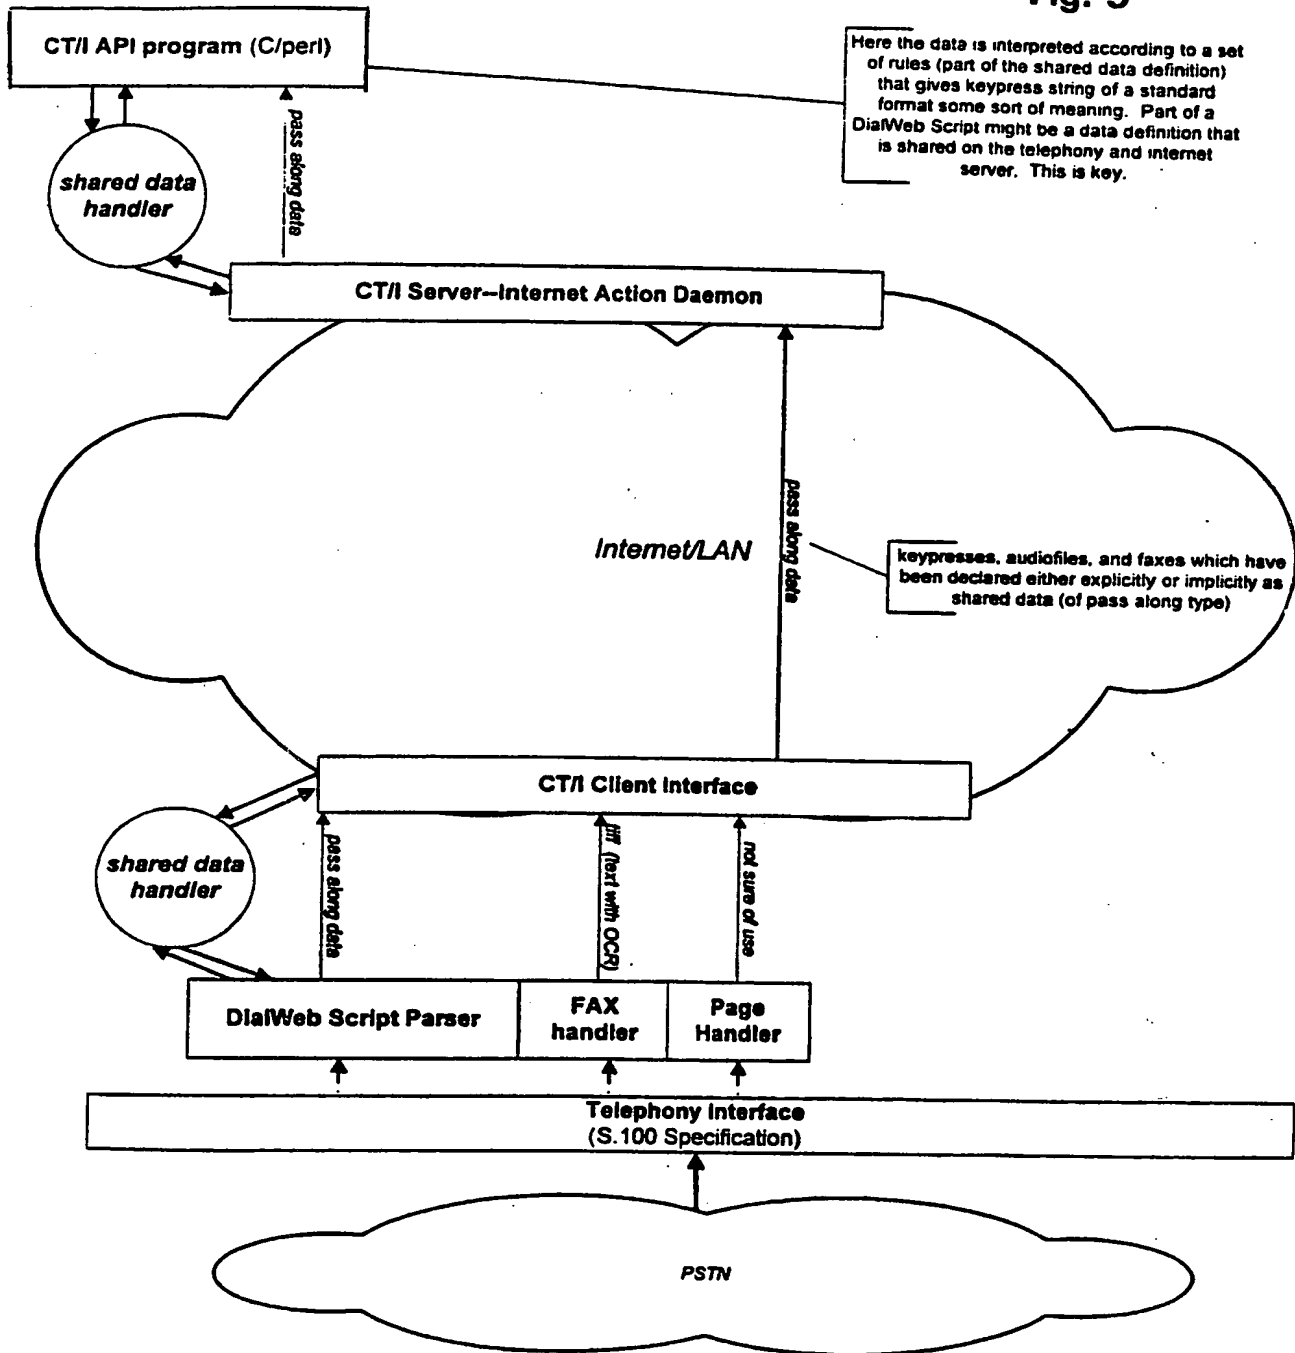 CT/I API program (C/perl)
Here the data is interpreted according to a set
of rules (part of the shared data definition)
that gives keypress string of a standard
format some sort of meaning. Part of a
DialWeb Script might be a data definition that
is shared on the telephony and internet
server. This is key.
pass along data
shared data
handler
CT/I Server--Internet Action Daemon
Internet/LAN
pass along data
keypresses, audiofiles, and faxes which have
been declared either explicitly or implicitly as
shared data (of pass along type)
CT/I Client Interface
shared data
handler
pass along data
(text with OCR)
not sure of use
DialWeb Script Parser
FAX
handler
Page
Handler
Telephony Interface
(S.100 Specification)
PSTN